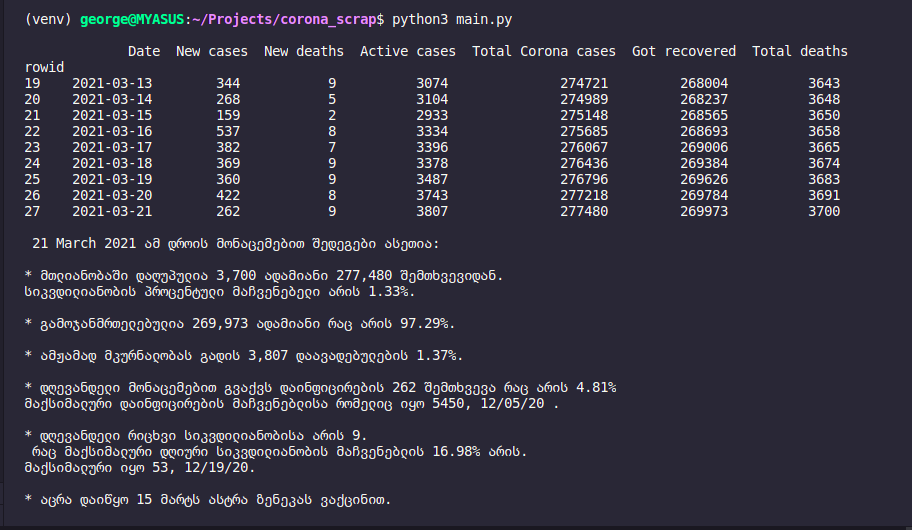 (venv) george@MYASUS:~/Projects/corona_scrap$ python3 main.py
Date New cases New deaths Active cases Total Corona cases Got recovered Total deaths
rowid
19 2021-03-13 344 9 3074 274721 268004 3643
20 2021-03-14 268 5 3104 274989 268237 3648
21 2021-03-15 159 2 2933 275148 268565 3650
22 2021-03-16 537 8 3334 275685 268693 3658
23 2021-03-17 382 7 3396 276067 269006 3665
24 2021-03-18 369 9 3378 276436 269384 3674
25 2021-03-19 360 9 3487 276796 269626 3683
26 2021-03-20 422 8 3743 277218 269784 3691
27 2021-03-21 262 9 3807 277480 269973 3700
21 March 2021 ამ დროის მონაცემებით შედეგები ასეთია:
* მთლიანობაში დაღუპულია 3,700 ადამიანი 277,480 შემთხვევიდან.
სიკვდილიანობის პროცენტული მაჩვენებელი არის 1.33%.
* გამოჯანმრთელებულია 269,973 ადამიანი რაც არის 97.29%.
* ამჟამად მკურნალობას გადის 3,807 დაავადებულების 1.37%.
* დღევანდელი მონაცემებით გვაქვს დაინფიცირების 262 შემთხვევა რაც არის 4.81%
მაქსიმალური დაინფიცირების მაჩვენებლისა რომელიც იყო 5450, 12/05/20 .
* დღევანდელი რიცხვი სიკვდილიანობისა არის 9.
რაც მაქსიმალური დღიური სიკვდილიანობის მაჩვენებლის 16.98% არის.
მაქსიმალური იყო 53, 12/19/20.
* აცრა დაიწყო 15 მარტს ასტრა ზენეკას ვაქცინით.